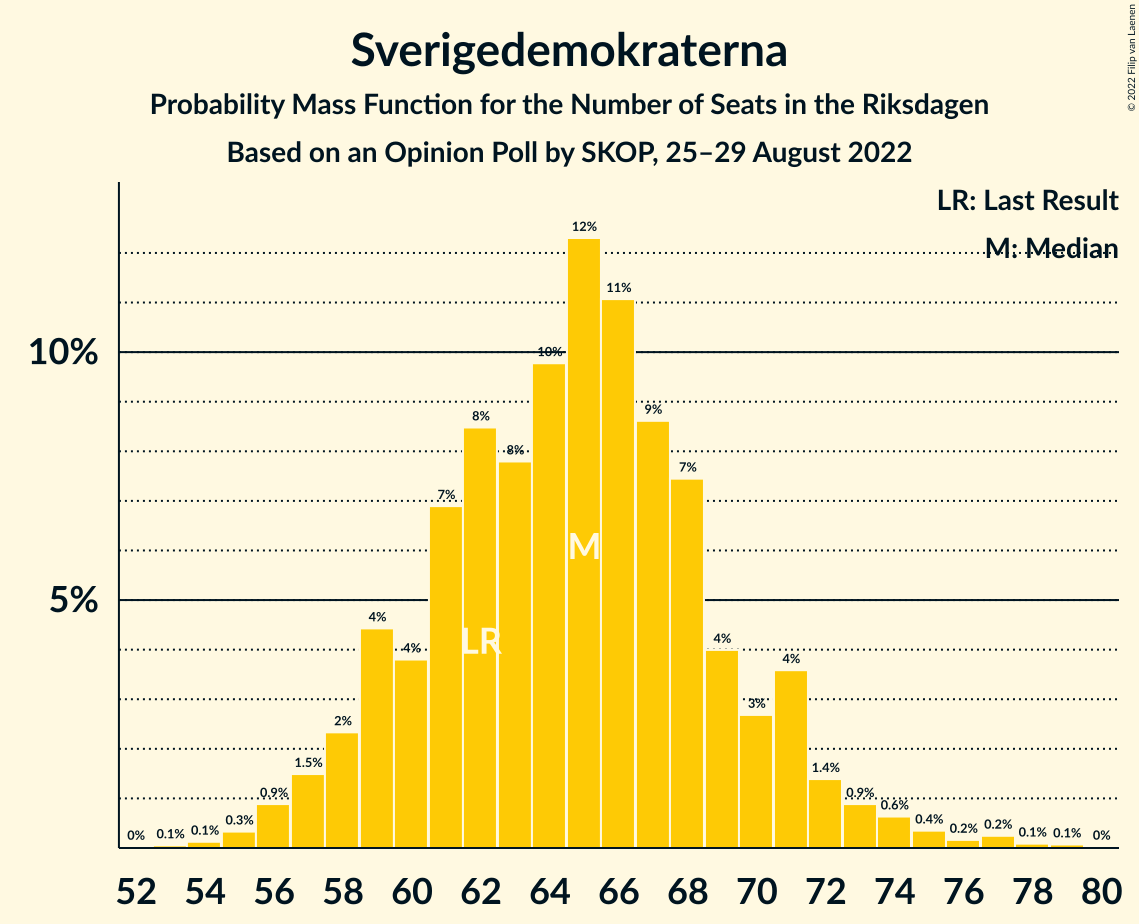 Sverigedemokraterna
Probability Mass Function for the Number of Seats in the Riksdagen
Based on an Opinion Poll by SKOP, 25–29 August 2022
© 2022 Filip van Laenen
LR: Last Result
M: Median
10%
5%
0% 0.1% 0.1% 0.3% 0.9% 1.5% 2% 4% 4% 7% 8% 8% 10% 12% 11% 9% 7% 4% 3% 4% 1.4% 0.9% 0.6% 0.4% 0.2% 0.2% 0.1% 0.1% 0%
M
LR
52 54 56 58 60 62 64 66 68 70 72 74 76 78 80